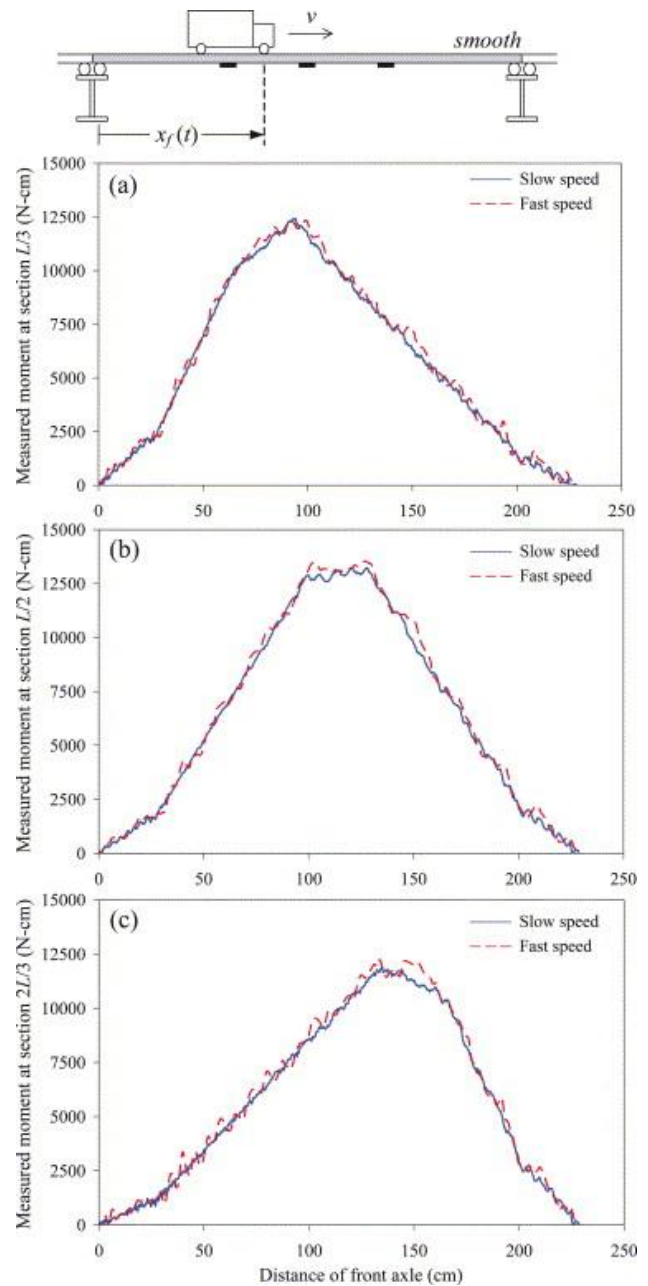 v
smooth
x_f(t)
(a)
Slow speed
Fast speed
Measured moment at section L/3 (N-cm)
15000
12500
10000
7500
5000
2500
0
0 50 100 150 200 250
(b)
Slow speed
Fast speed
Measured moment at section L/2 (N-cm)
15000
12500
10000
7500
5000
2500
0
0 50 100 150 200 250
(c)
Slow speed
Fast speed
Measured moment at section 2L/3 (N-cm)
15000
12500
10000
7500
5000
2500
0
0 50 100 150 200 250
Distance of front axle (cm)